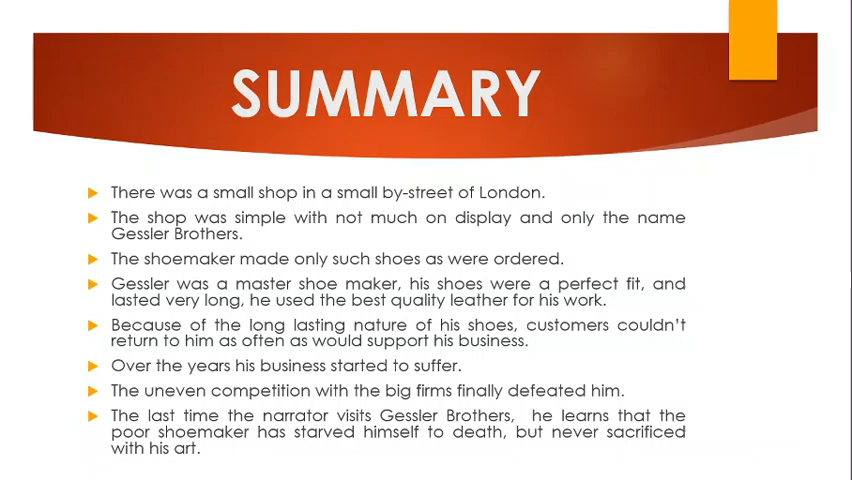 SUMMARY
There was a small shop in a small by-street of London.
The shop was simple with not much on display and only the name
Gessler Brothers.
The shoemaker made only such shoes as were ordered.
Gessler was a master shoe maker, his shoes were a perfect fit, and
lasted very long, he used the best quality leather for his work.
Because of the long lasting nature of his shoes, customers couldn't
return to him as often as would support his business.
Over the years his business started to suffer.
The uneven competition with the big firms finally defeated him.
The last time the narrator visits Gessler Brothers, he learns that the
poor shoemaker has starved himself to death, but never sacrificed
with his art.